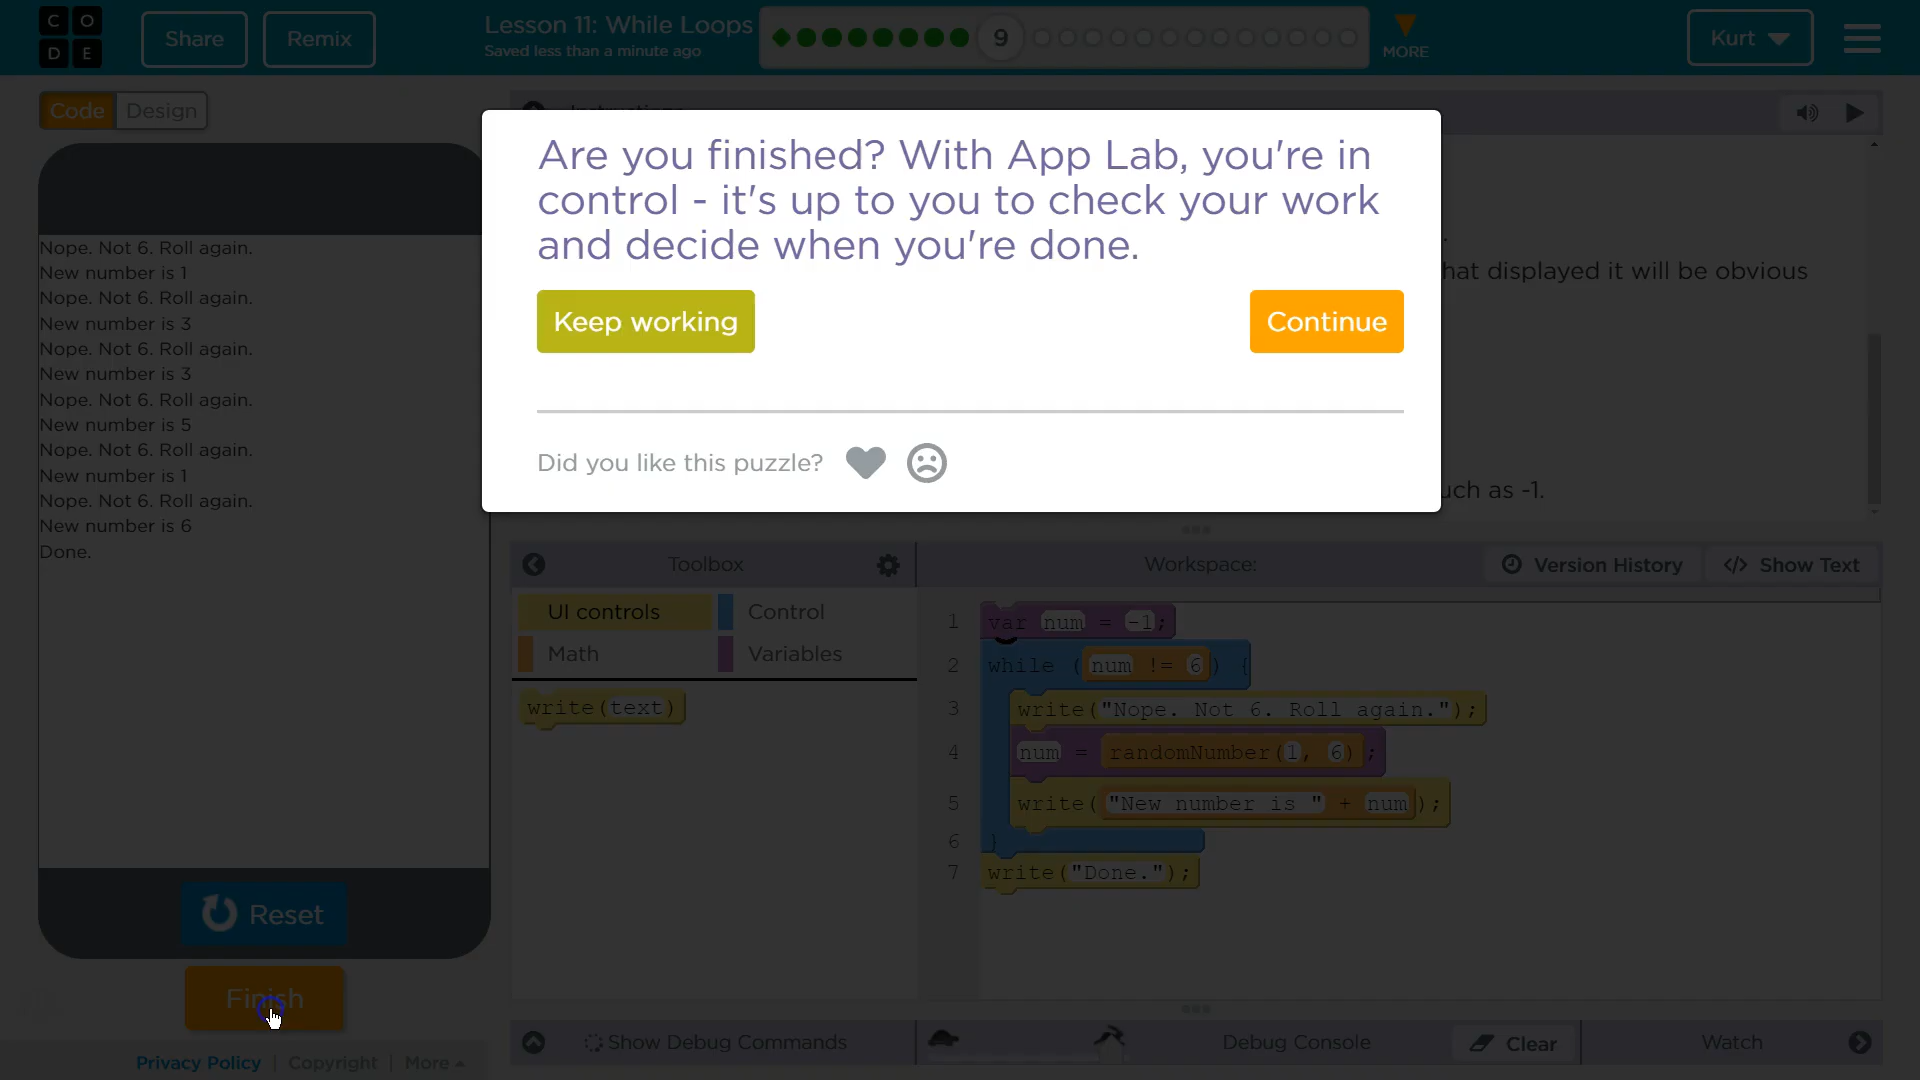 C O
D E
Share
Remix
Lesson 11: While Loops
Saved less than a minute ago
9
MORE
Kurt
Code
Design
Are you finished? With App Lab, you're in
control - it's up to you to check your work
and decide when you're done.
Keep working
Continue
Did you like this puzzle?
hat displayed it will be obvious
uch as -1.
Nope. Not 6. Roll again.
New number is 1
Nope. Not 6. Roll again.
New number is 3
Nope. Not 6. Roll again.
New number is 3
Nope. Not 6. Roll again.
New number is 5
Nope. Not 6. Roll again.
New number is 1
Nope. Not 6. Roll again.
New number is 6
Done.
Reset
Finish
Privacy Policy | Copyright | More
Toolbox
Workspace:
Version History
</> Show Text
UI controls
Control
Math
Variables
write(text)
1 var num = -1;
2 while (num != 6) {
3 write("Nope. Not 6. Roll again.");
4 num = randomNumber(1, 6);
5 write("New number is " + num);
6 }
7 write("Done.");
Show Debug Commands
Debug Console
Clear
Watch